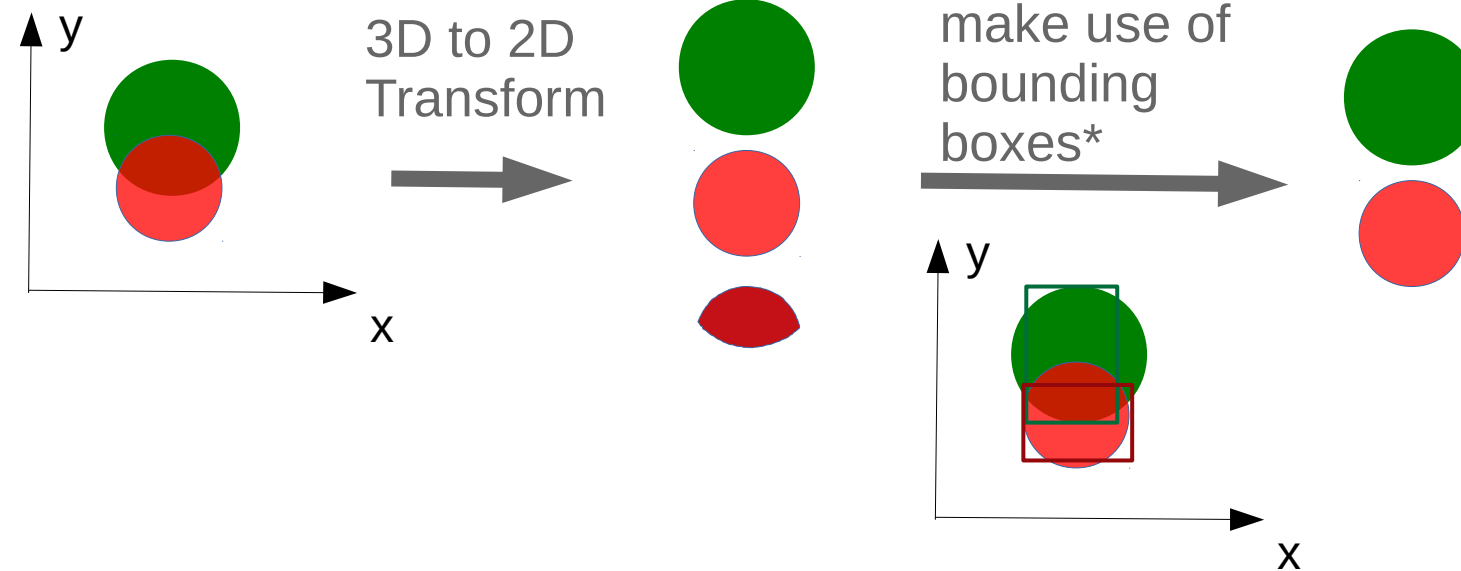 y
x
3D to 2D
Transform
make use of
bounding
boxes*
y
x